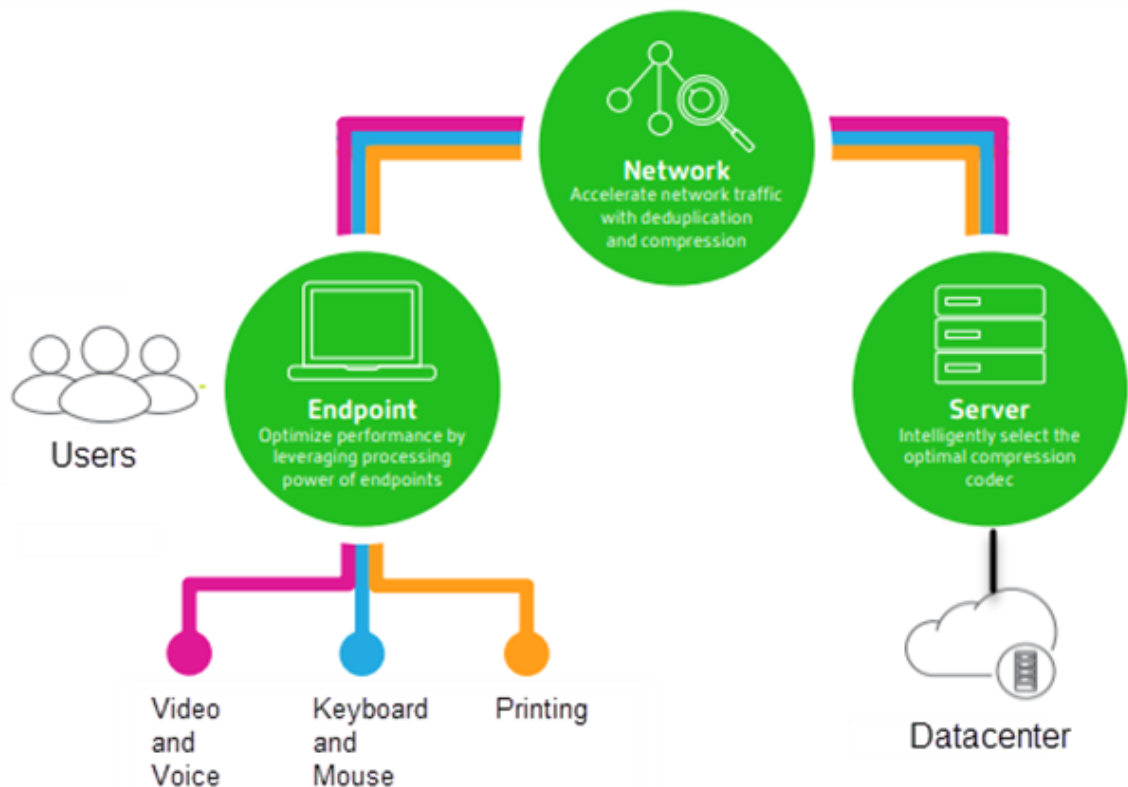 Network
Accelerate network traffic
with deduplication
and compression
Endpoint
Optimize performance by
leveraging processing
power of endpoints
Server
Intelligently select the
optimal compression
codec
Users
Video
and
Voice
Keyboard
and
Mouse
Printing
Datacenter